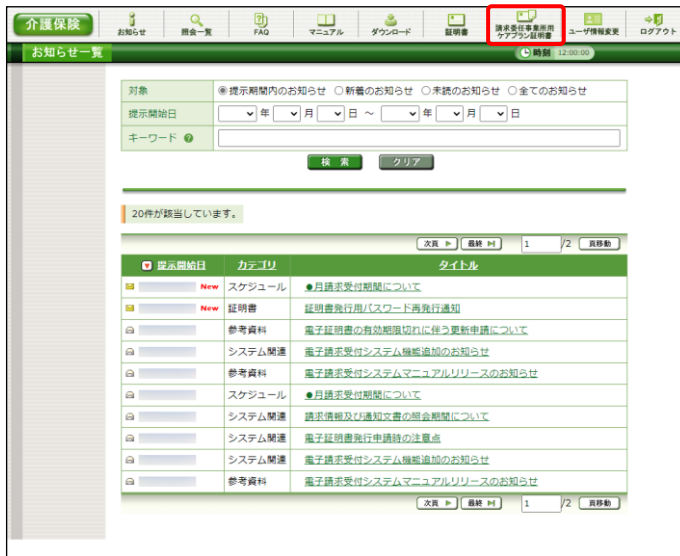 介護保険
お知らせ 照会一覧 FAQ マニュアル ダウンロード 証明書 請求委任事業所用 ケアプラン証明書 ユーザ情報変更 ログアウト
お知らせ一覧 時刻 12:00:00
対象 提示期間内のお知らせ 新着のお知らせ 未読のお知らせ 全てのお知らせ
提示開始日 年 月 日 ～ 年 月 日
キーワード ?
検索 クリア
20件が該当しています。
次頁 最終 1 /2 頁移動
提示開始日 カテゴリ タイトル
New スケジュール ●月請求受付期間について
New 証明書 証明書発行用パスワード再発行通知
参考資料 電子証明書の有効期限切れに伴う更新申請について
システム関連 電子請求受付システム機能追加のお知らせ
参考資料 電子請求受付システムマニュアルリリースのお知らせ
スケジュール ●月請求受付期間について
システム関連 請求情報及び通知文書の照会期間について
システム関連 電子証明書発行申請時の注意点
システム関連 電子請求受付システム機能追加のお知らせ
参考資料 電子請求受付システムマニュアルリリースのお知らせ
次頁 最終 1 /2 頁移動